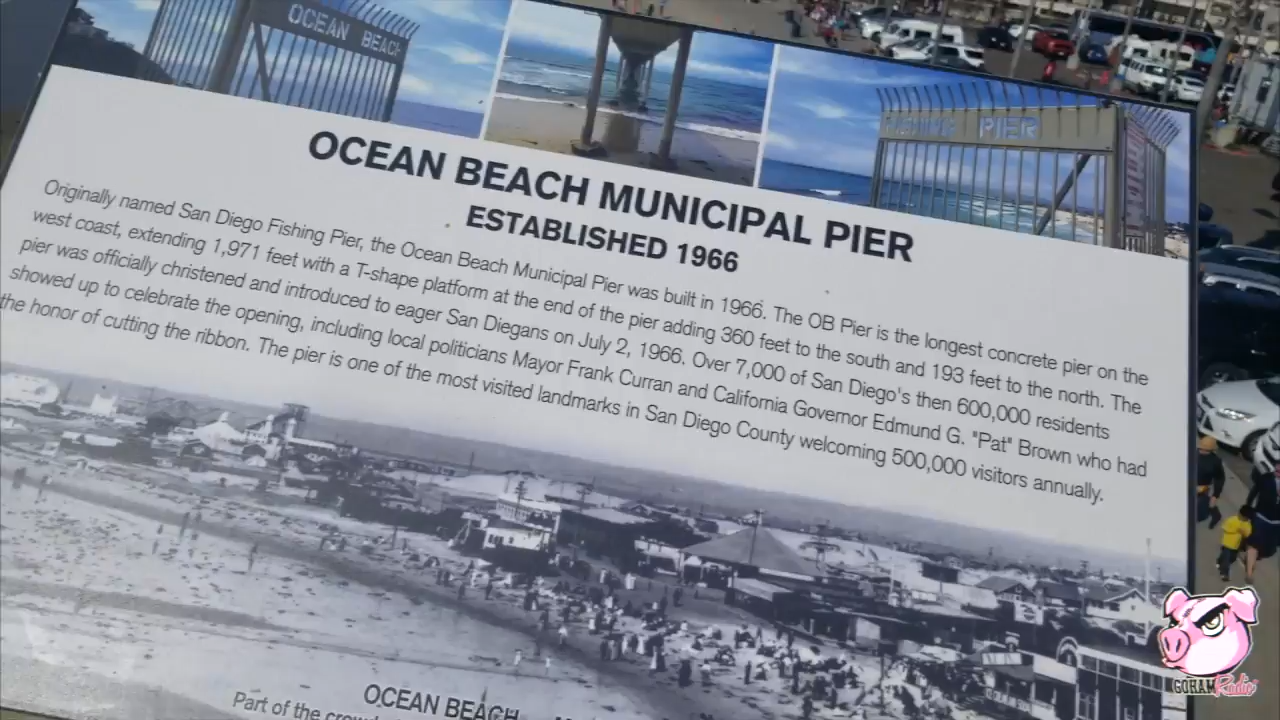 OCEAN BEACH
FISHING PIER
OCEAN BEACH MUNICIPAL PIER
ESTABLISHED 1966
Originally named San Diego Fishing Pier, the Ocean Beach Municipal Pier was built in 1966. The OB Pier is the longest concrete pier on the
west coast, extending 1,971 feet with a T-shape platform at the end of the pier adding 360 feet to the south and 193 feet to the north. The
pier was officially christened and introduced to eager San Diegans on July 2, 1966. Over 7,000 of San Diego's then 600,000 residents
showed up to celebrate the opening, including local politicians Mayor Frank Curran and California Governor Edmund G. "Pat" Brown who had
the honor of cutting the ribbon. The pier is one of the most visited landmarks in San Diego County welcoming 500,000 visitors annually.
OCEAN BEACH
Part of the
GORAM Radio